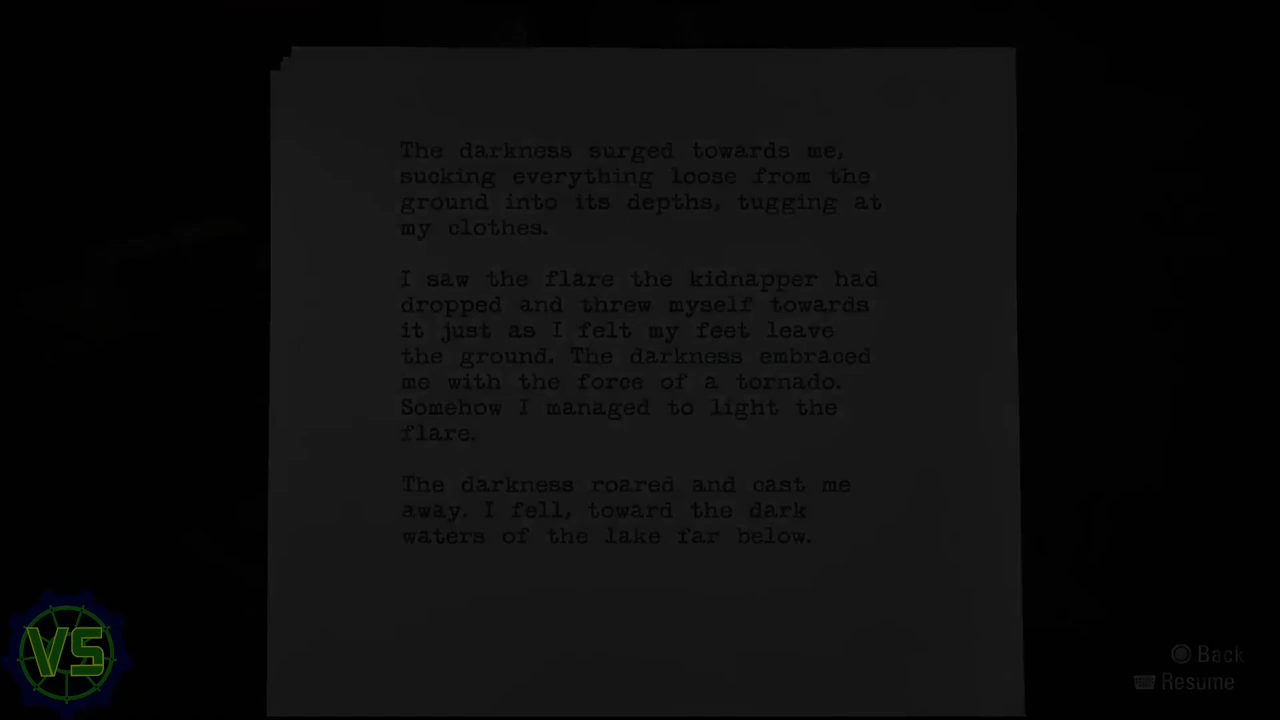 The darkness surged towards me,
sucking everything loose from the
ground into its depths, tugging at
my clothes.
I saw the flare the kidnapper had
dropped and threw myself towards
it just as I felt my feet leave
the ground. The darkness embraced
me with the force of a tornado.
Somehow I managed to light the
flare.
The darkness roared and cast me
away. I fell, toward the dark
waters of the lake far below.
VS
Back
Resume